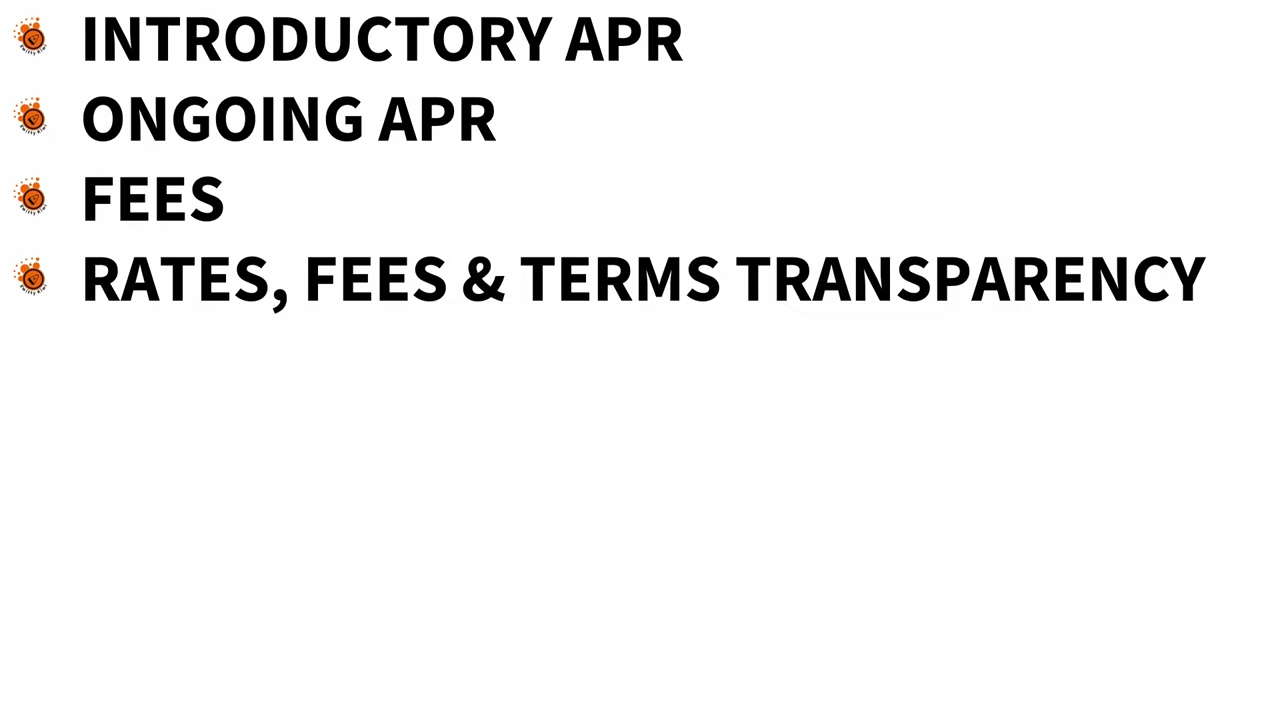 INTRODUCTORY APR
ONGOING APR
FEES
RATES, FEES & TERMS TRANSPARENCY